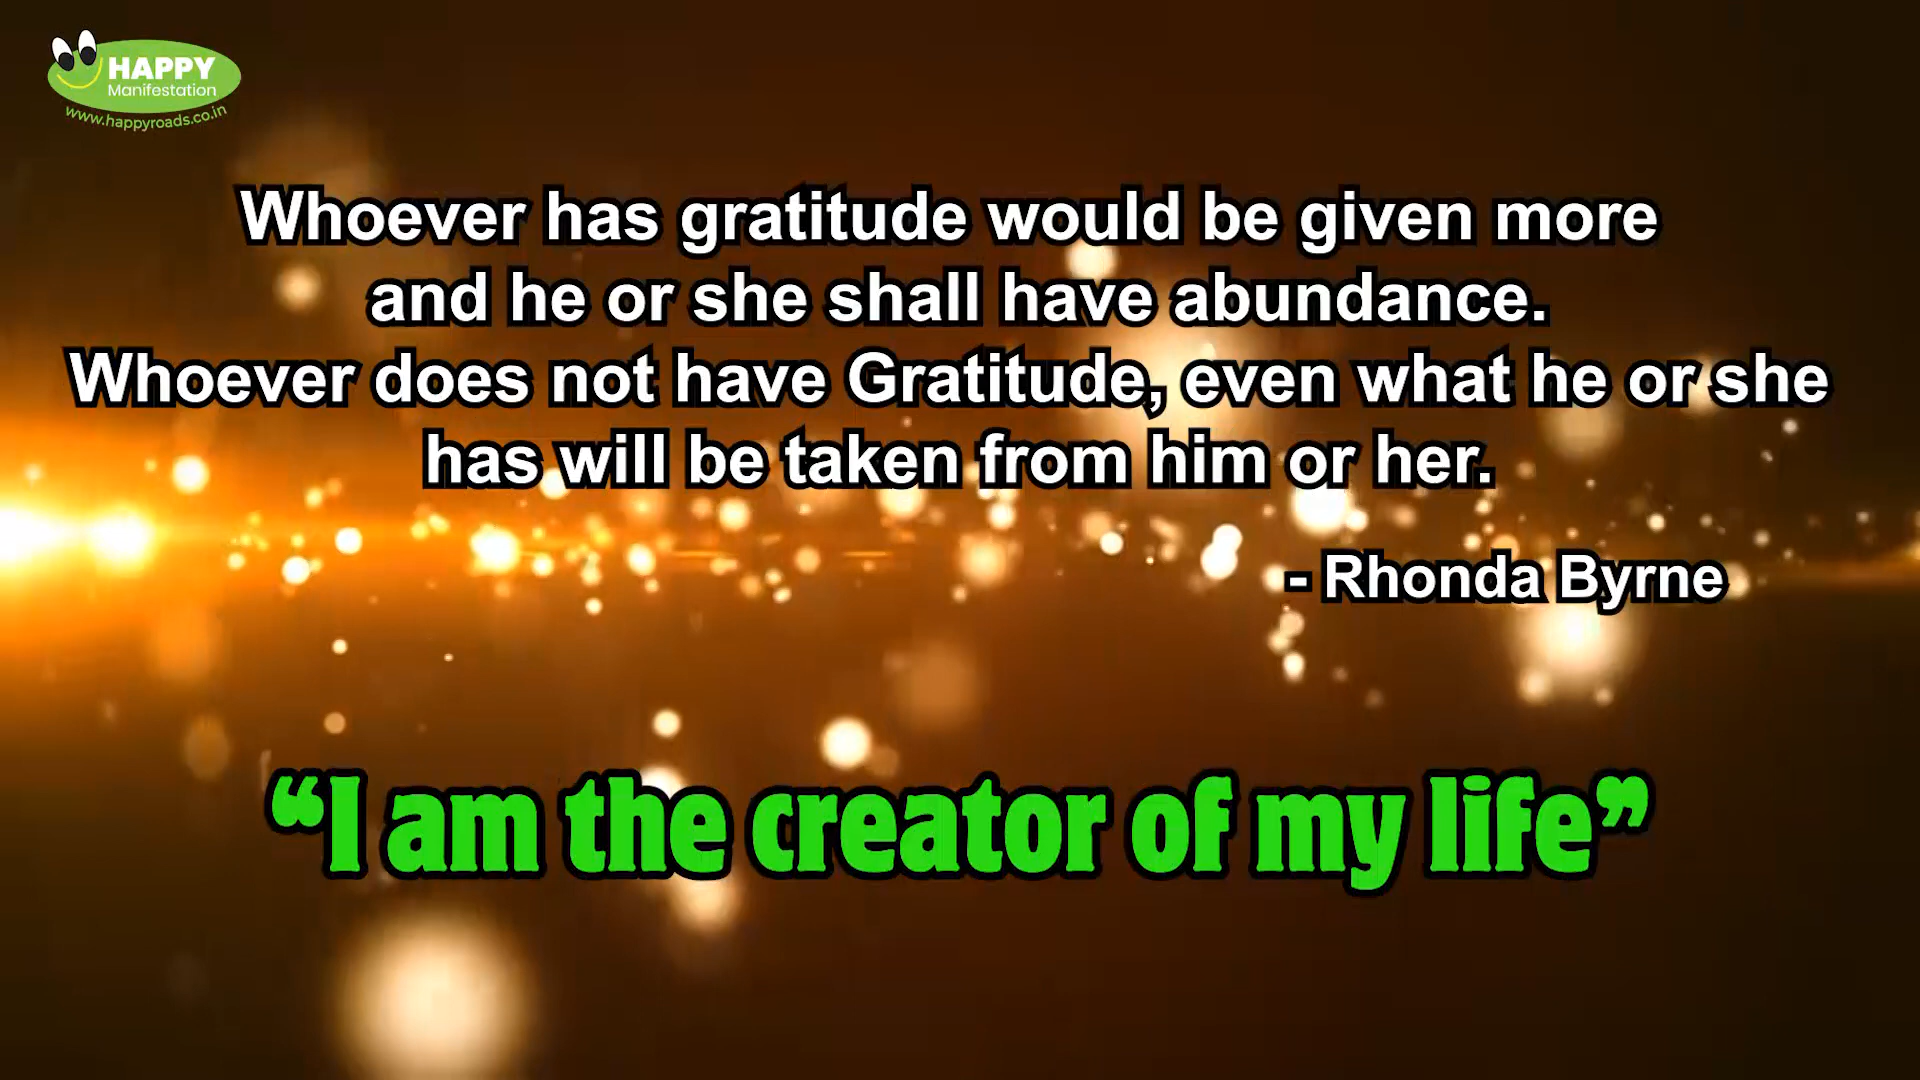 HAPPY
Manifestation
www.happyroads.co.in
Whoever has gratitude would be given more
and he or she shall have abundance.
Whoever does not have Gratitude, even what he or she
has will be taken from him or her.
- Rhonda Byrne
“I am the creator of my life”